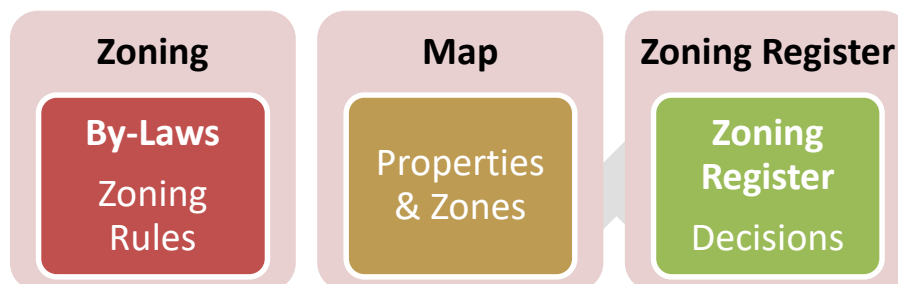 Zoning
By-Laws
Zoning
Rules
Map
Properties
& Zones
Zoning Register
Zoning
Register
Decisions